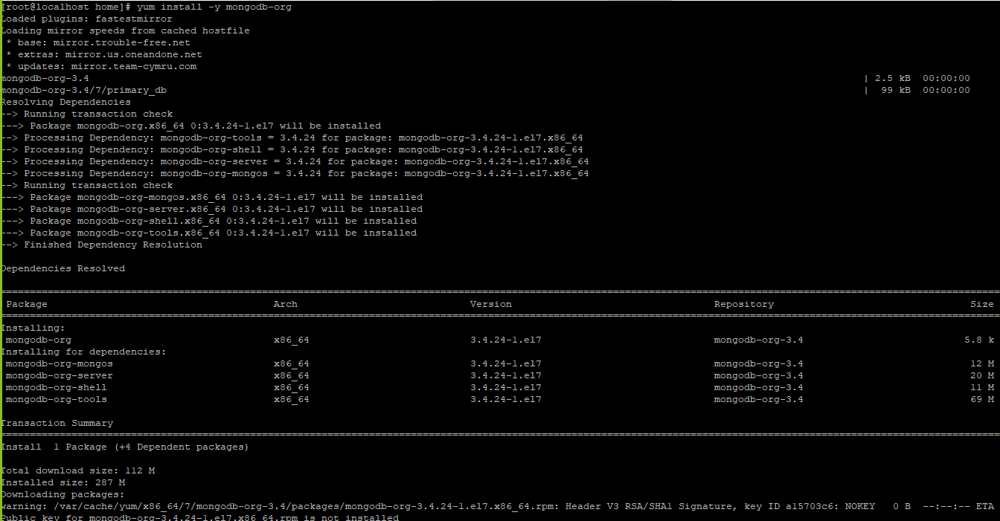 [root@localhost home]# yum install -y mongodb-org
Loaded plugins: fastestmirror
Loading mirror speeds from cached hostfile
 * base: mirror.trouble-free.net
 * extras: mirror.us.oneandone.net
 * updates: mirror.team-cymru.com
mongodb-org-3.4 | 2.5 kB 00:00:00
mongodb-org-3.4/7/primary_db | 99 kB 00:00:00
Resolving Dependencies
--> Running transaction check
---> Package mongodb-org.x86_64 0:3.4.24-1.el7 will be installed
--> Processing Dependency: mongodb-org-tools = 3.4.24 for package: mongodb-org-3.4.24-1.el7.x86_64
--> Processing Dependency: mongodb-org-shell = 3.4.24 for package: mongodb-org-3.4.24-1.el7.x86_64
--> Processing Dependency: mongodb-org-server = 3.4.24 for package: mongodb-org-3.4.24-1.el7.x86_64
--> Processing Dependency: mongodb-org-mongos = 3.4.24 for package: mongodb-org-3.4.24-1.el7.x86_64
--> Running transaction check
---> Package mongodb-org-mongos.x86_64 0:3.4.24-1.el7 will be installed
---> Package mongodb-org-server.x86_64 0:3.4.24-1.el7 will be installed
---> Package mongodb-org-shell.x86_64 0:3.4.24-1.el7 will be installed
---> Package mongodb-org-tools.x86_64 0:3.4.24-1.el7 will be installed
--> Finished Dependency Resolution
Dependencies Resolved
Package Arch Version Repository Size
Installing:
mongodb-org x86_64 3.4.24-1.el7 mongodb-org-3.4 5.8 k
Installing for dependencies:
mongodb-org-mongos x86_64 3.4.24-1.el7 mongodb-org-3.4 12 M
mongodb-org-server x86_64 3.4.24-1.el7 mongodb-org-3.4 20 M
mongodb-org-shell x86_64 3.4.24-1.el7 mongodb-org-3.4 11 M
mongodb-org-tools x86_64 3.4.24-1.el7 mongodb-org-3.4 69 M
Transaction Summary
Install 1 Package (+4 Dependent packages)
Total download size: 112 M
Installed size: 287 M
Downloading packages:
warning: /var/cache/yum/x86_64/7/mongodb-org-3.4/packages/mongodb-org-3.4.24-1.el7.x86_64.rpm: Header V3 RSA/SHA1 Signature, key ID a15703c6: NOKEY 0 B --:--:-- ETA
Public key for mongodb-org-3.4.24-1.el7.x86_64.rpm is not installed